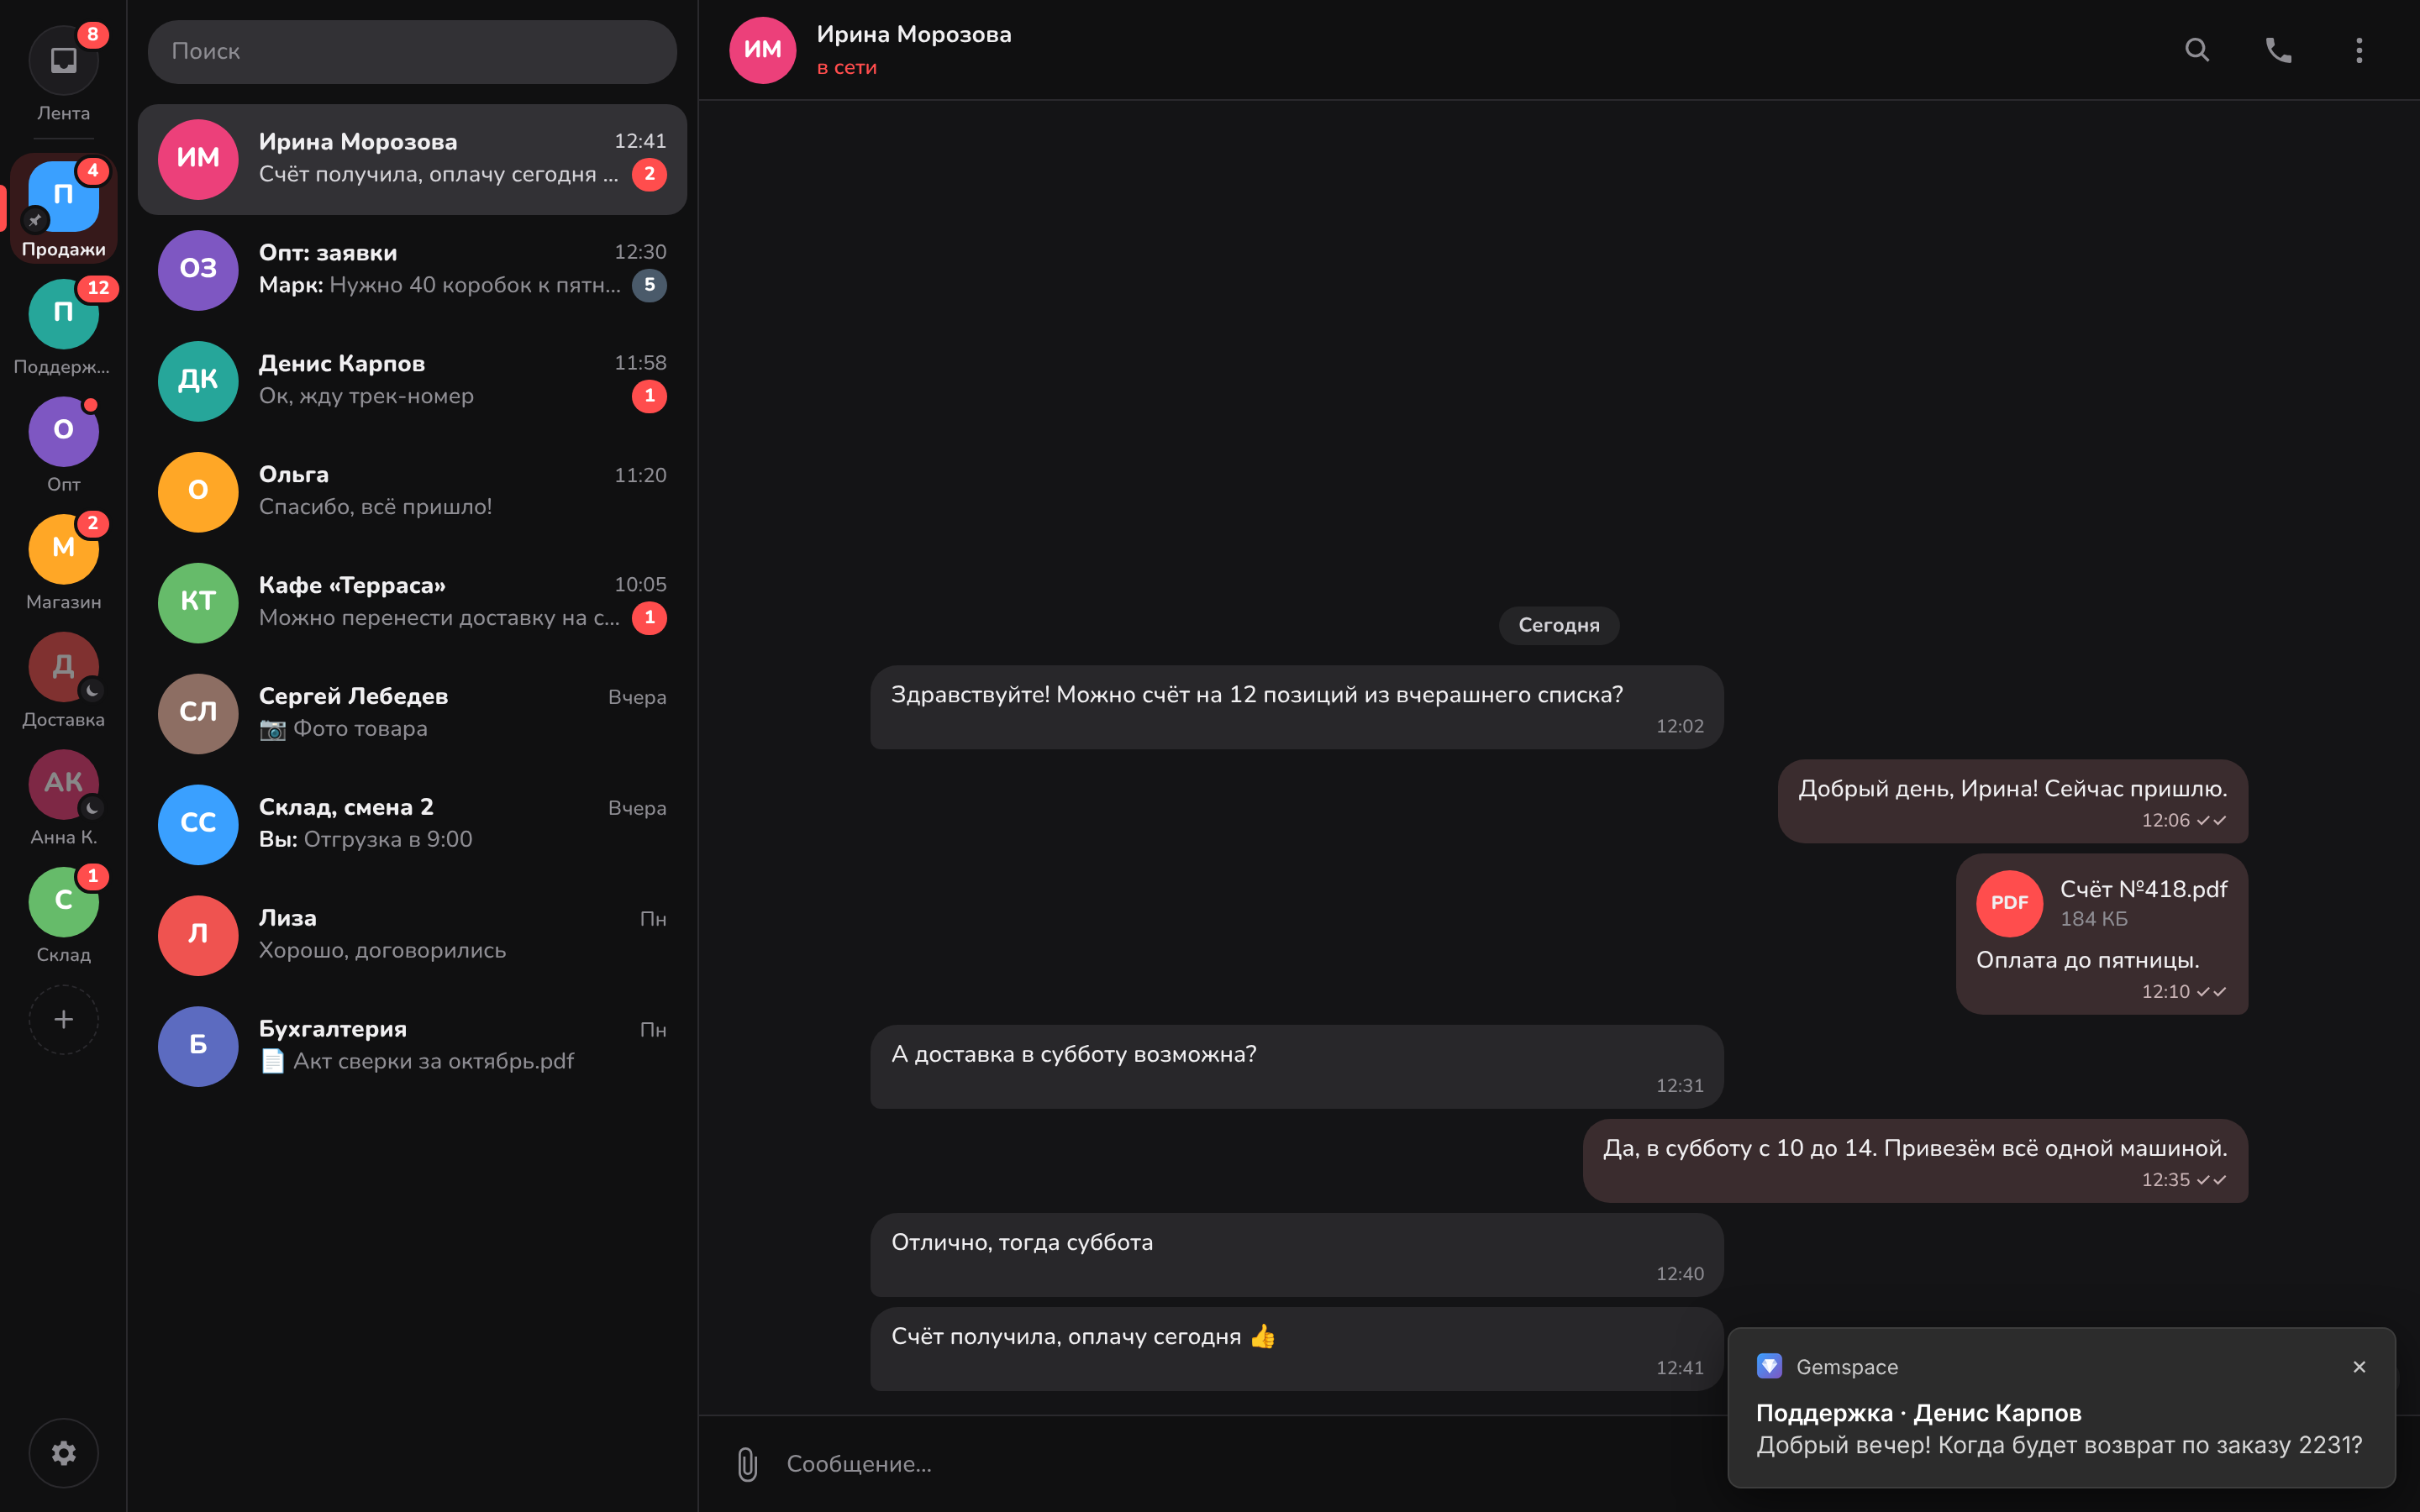 8
Лента
4
П
Продажи
12
П
Поддерж...
О
Опт
2
М
Магазин
Д
Доставка
АК
Анна К.
1
С
Склад
Поиск
ИМ
Ирина Морозова 12:41
Счёт получила, оплачу сегодня ... 2
ОЗ
Опт: заявки 12:30
Марк: Нужно 40 коробок к пятн... 5
ДК
Денис Карпов 11:58
Ок, жду трек-номер 1
О
Ольга 11:20
Спасибо, всё пришло!
КТ
Кафе «Терраса» 10:05
Можно перенести доставку на с... 1
СЛ
Сергей Лебедев Вчера
📷 Фото товара
СС
Склад, смена 2 Вчера
Вы: Отгрузка в 9:00
Л
Лиза Пн
Хорошо, договорились
Б
Бухгалтерия Пн
📄 Акт сверки за октябрь.pdf
ИМ
Ирина Морозова
в сети
Сегодня
Здравствуйте! Можно счёт на 12 позиций из вчерашнего списка?
12:02
Добрый день, Ирина! Сейчас пришлю.
12:06
PDF
Счёт №418.pdf
184 КБ
Оплата до пятницы.
12:10
А доставка в субботу возможна?
12:31
Да, в субботу с 10 до 14. Привезём всё одной машиной.
12:35
Отлично, тогда суббота
12:40
Счёт получила, оплачу сегодня 👍
12:41
Сообщение...
Gemspace
Поддержка · Денис Карпов
Добрый вечер! Когда будет возврат по заказу 2231?